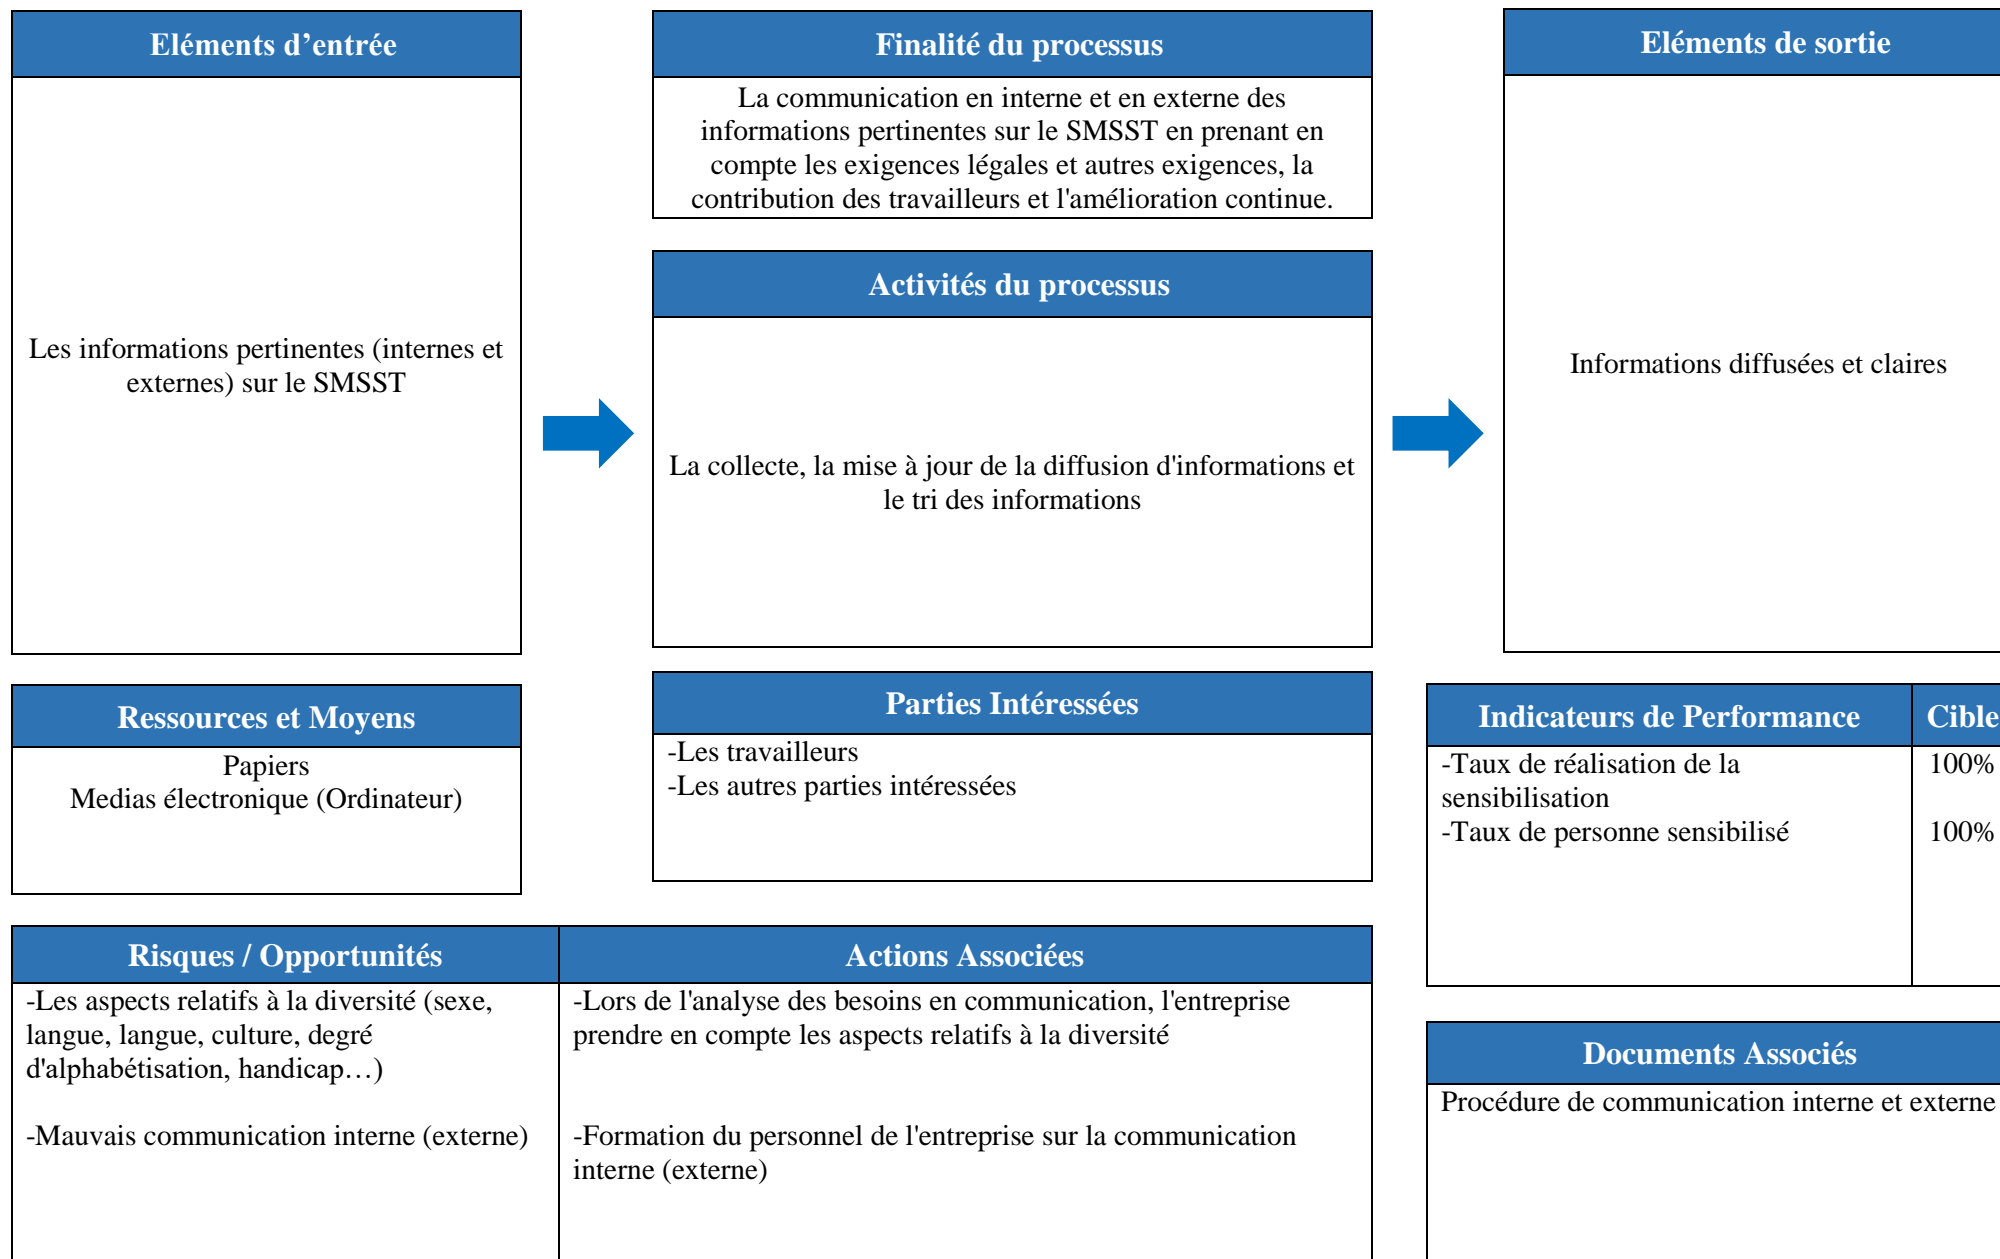 Eléments d’entrée
Les informations pertinentes (internes et
externes) sur le SMSST
Finalité du processus
La communication en interne et en externe des
informations pertinentes sur le SMSST en prenant en
compte les exigences légales et autres exigences, la
contribution des travailleurs et l'amélioration continue.
Activités du processus
La collecte, la mise à jour de la diffusion d'informations et
le tri des informations
Eléments de sortie
Informations diffusées et claires
Ressources et Moyens
Papiers
Medias électronique (Ordinateur)
Parties Intéressées
-Les travailleurs
-Les autres parties intéressées
Indicateurs de Performance
Cible
-Taux de réalisation de la
sensibilisation
100%
-Taux de personne sensibilisé
100%
Risques / Opportunités
Actions Associées
-Les aspects relatifs à la diversité (sexe,
langue, langue, culture, degré
d'alphabétisation, handicap…)
-Lors de l'analyse des besoins en communication, l'entreprise
prendre en compte les aspects relatifs à la diversité
-Mauvais communication interne (externe)
-Formation du personnel de l'entreprise sur la communication
interne (externe)
Documents Associés
Procédure de communication interne et externe